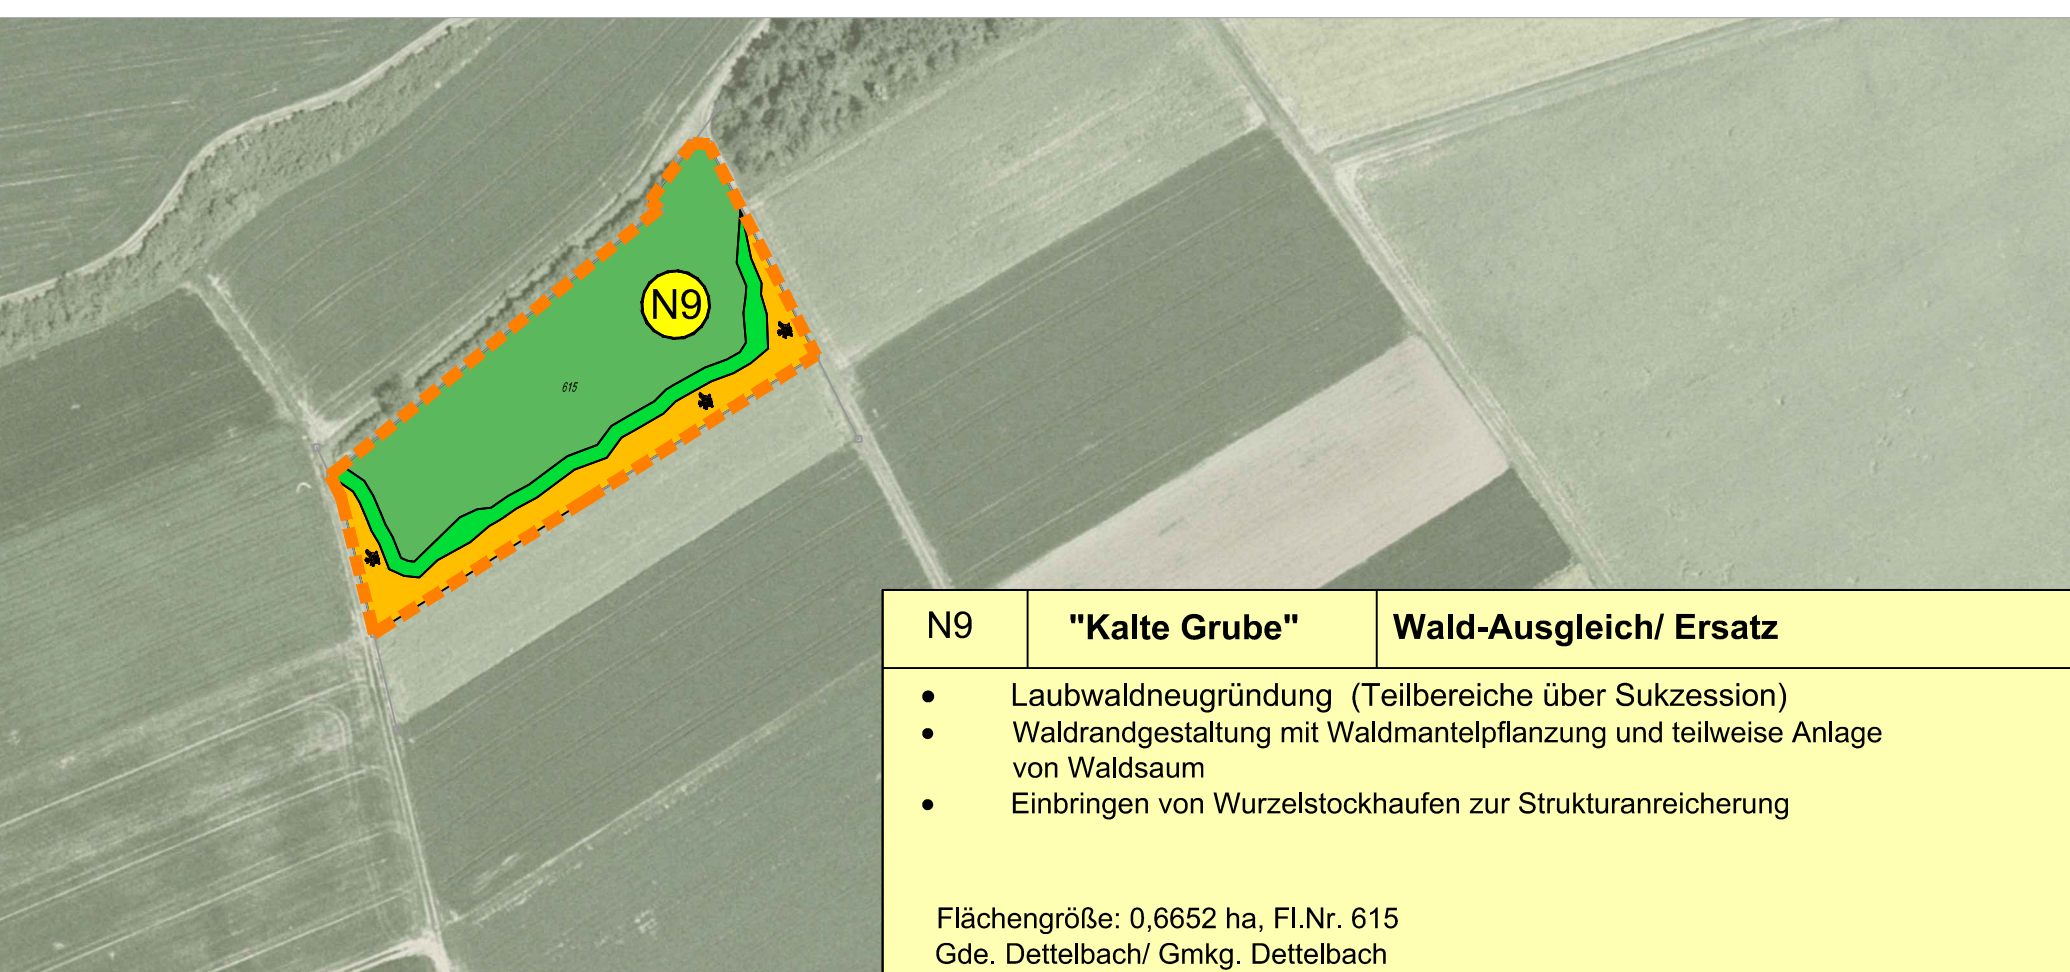 N9
615
N9 "Kalte Grube" Wald-Ausgleich/ Ersatz
• Laubwaldneugründung (Teilbereiche über Sukzession)
• Waldrandgestaltung mit Waldmantelpflanzung und teilweise Anlage
von Waldsaum
• Einbringen von Wurzelstockhaufen zur Strukturanreicherung
Flächengröße: 0,6652 ha, Fl.Nr. 615
Gde. Dettelbach/ Gmkg. Dettelbach